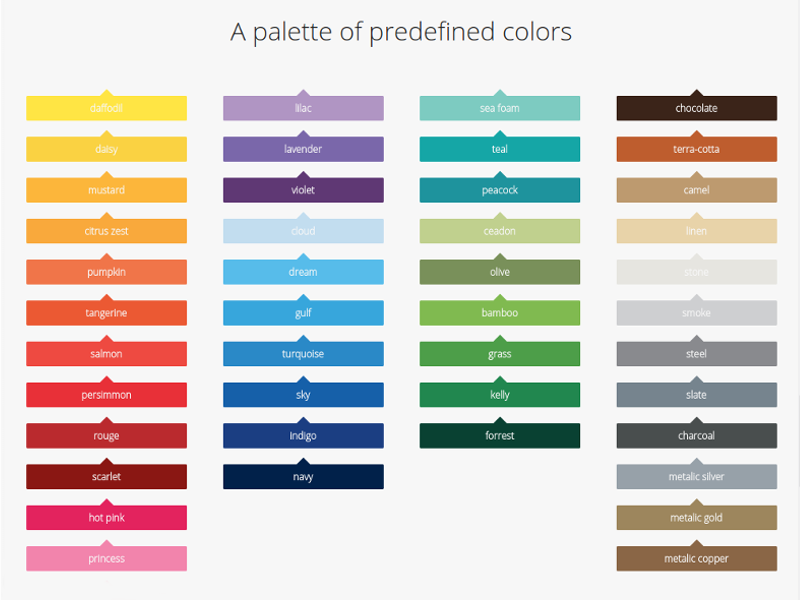 A palette of predefined colors
daffodil
daisy
mustard
citrus zest
pumpkin
tangerine
salmon
persimmon
rouge
scarlet
hot pink
princess
lilac
lavender
violet
cloud
dream
gulf
turquoise
sky
indigo
navy
sea foam
teal
peacock
ceadon
olive
bamboo
grass
kelly
forrest
chocolate
terra-cotta
camel
linen
stone
smoke
steel
slate
charcoal
metalic silver
metalic gold
metalic copper